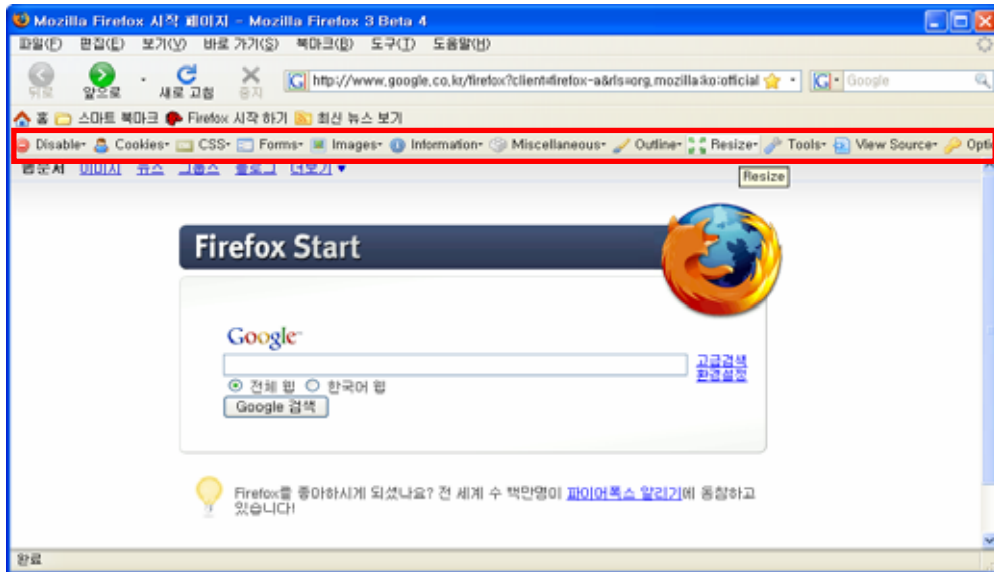 Mozilla Firefox 시작 페이지 - Mozilla Firefox 3 Beta 4
파일(F) 편집(E) 보기(V) 바로 가기(S) 북마크(B) 도구(T) 도움말(H)
뒤로 앞으로 새로 고침 중지 http://www.google.co.kr/firefox?client=firefox-a&rls=org.mozilla:ko:official Google
홈 스마트 북마크 Firefox 시작 하기 최신 뉴스 보기
Disable Cookies CSS Forms Images Information Miscellaneous Outline Resize Tools View Source Opti
웹문서 이미지 뉴스 그룹스 블로그 더보기 ▼
Resize
Firefox Start
Google™
고급검색
환경설정
전체 웹 한국어 웹
Google 검색
Firefox를 좋아하시게 되셨나요? 전 세계 수 백만명이 파이어폭스 알리기에 동참하고
있습니다!
완료